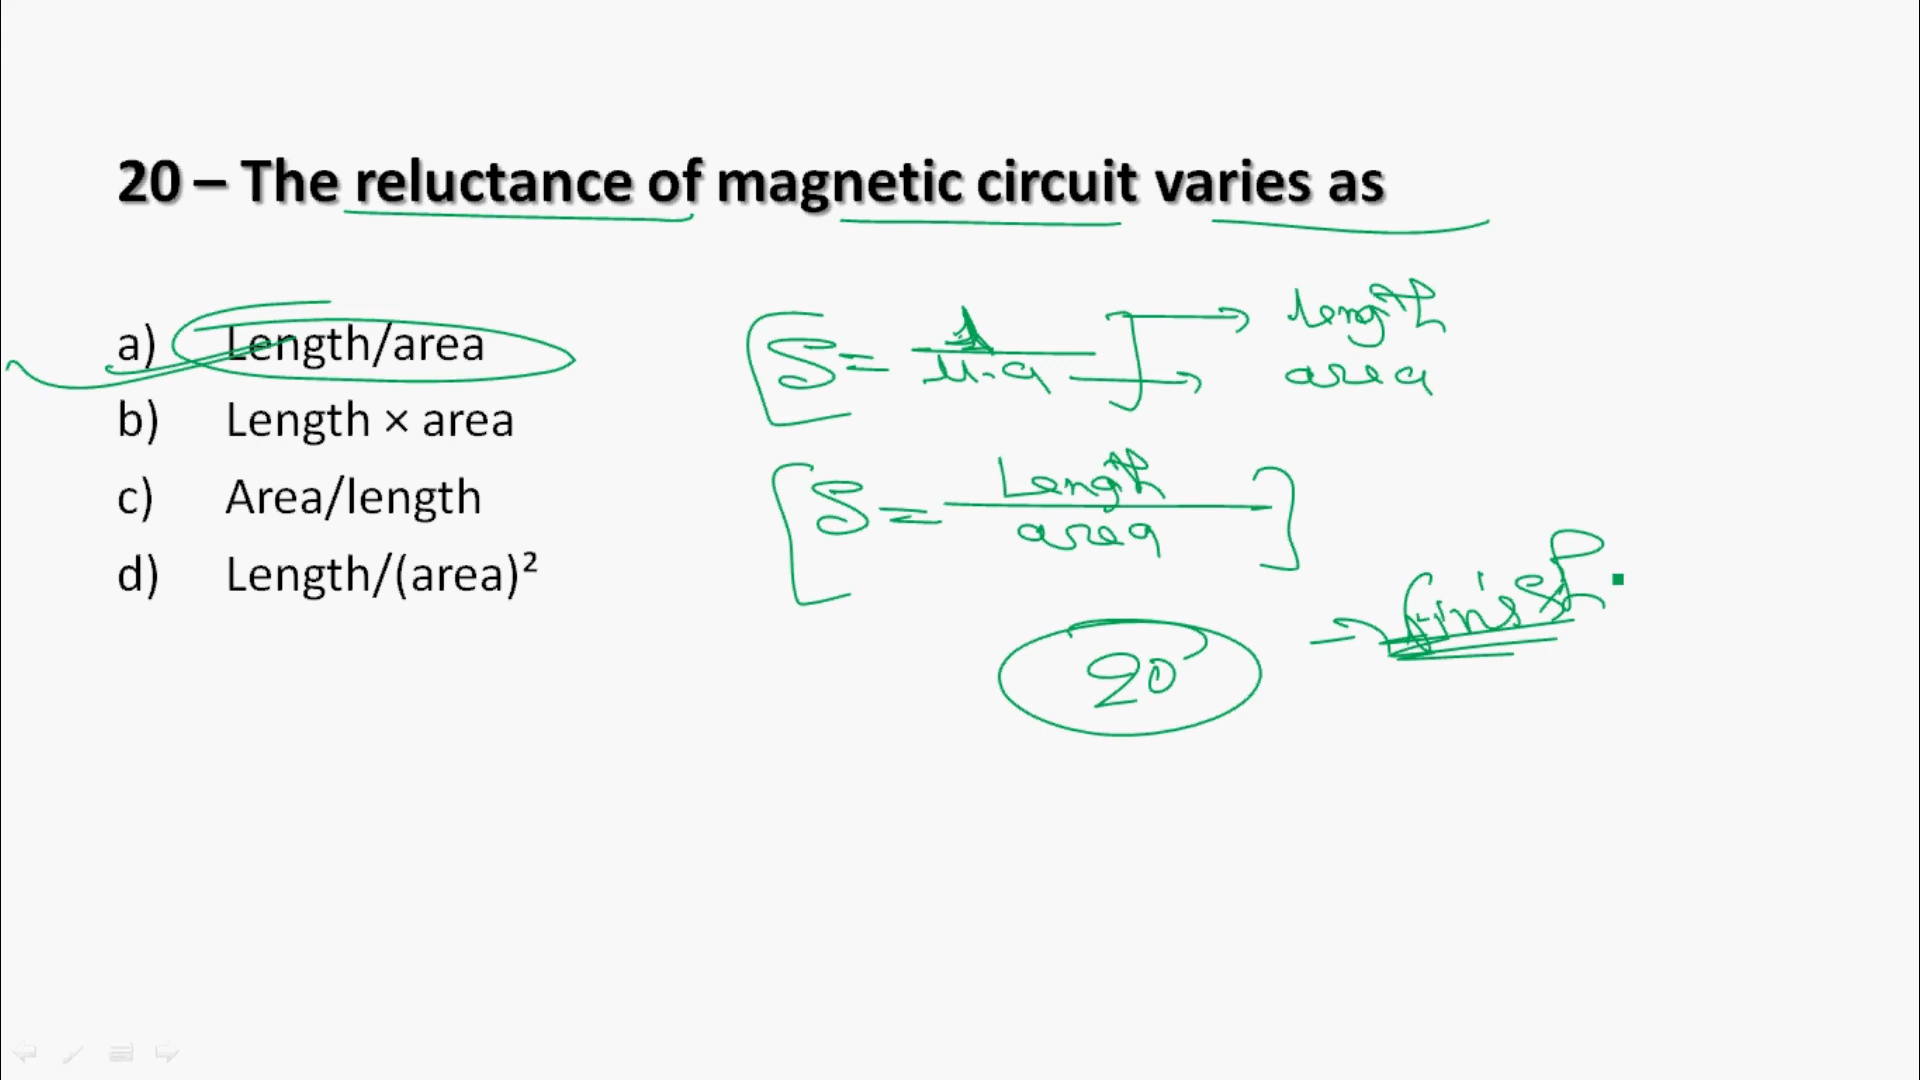 20 – The reluctance of magnetic circuit varies as
a) Length/area
b) Length × area
c) Area/length
d) Length/(area)²
S = l / μ.a
length
area
S = Length / area
20
→ finish.